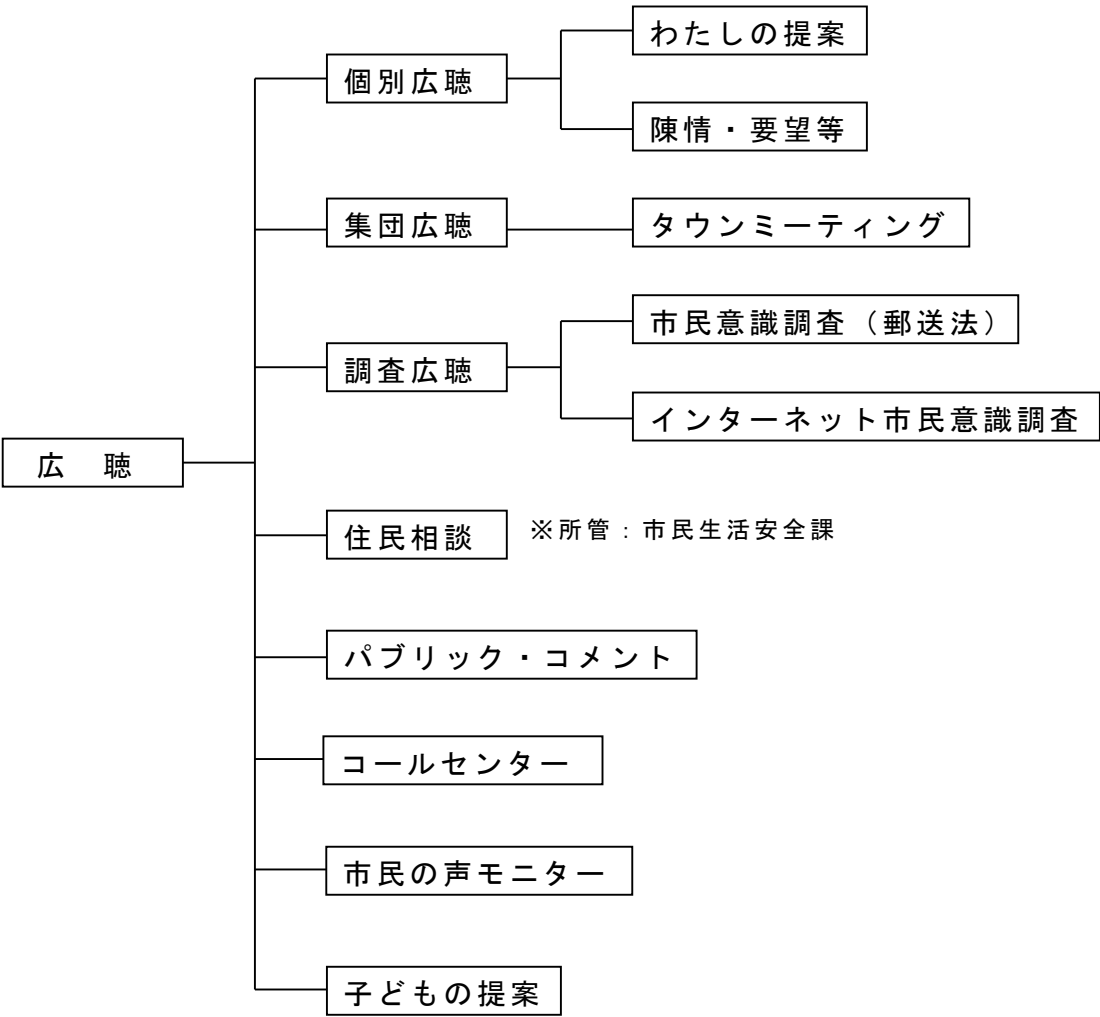 わたしの提案
個別広聴
陳情・要望等
集団広聴
タウンミーティング
市民意識調査（郵送法）
調査広聴
インターネット市民意識調査
広　聴
住民相談
※所管：市民生活安全課
パブリック・コメント
コールセンター
市民の声モニター
子どもの提案